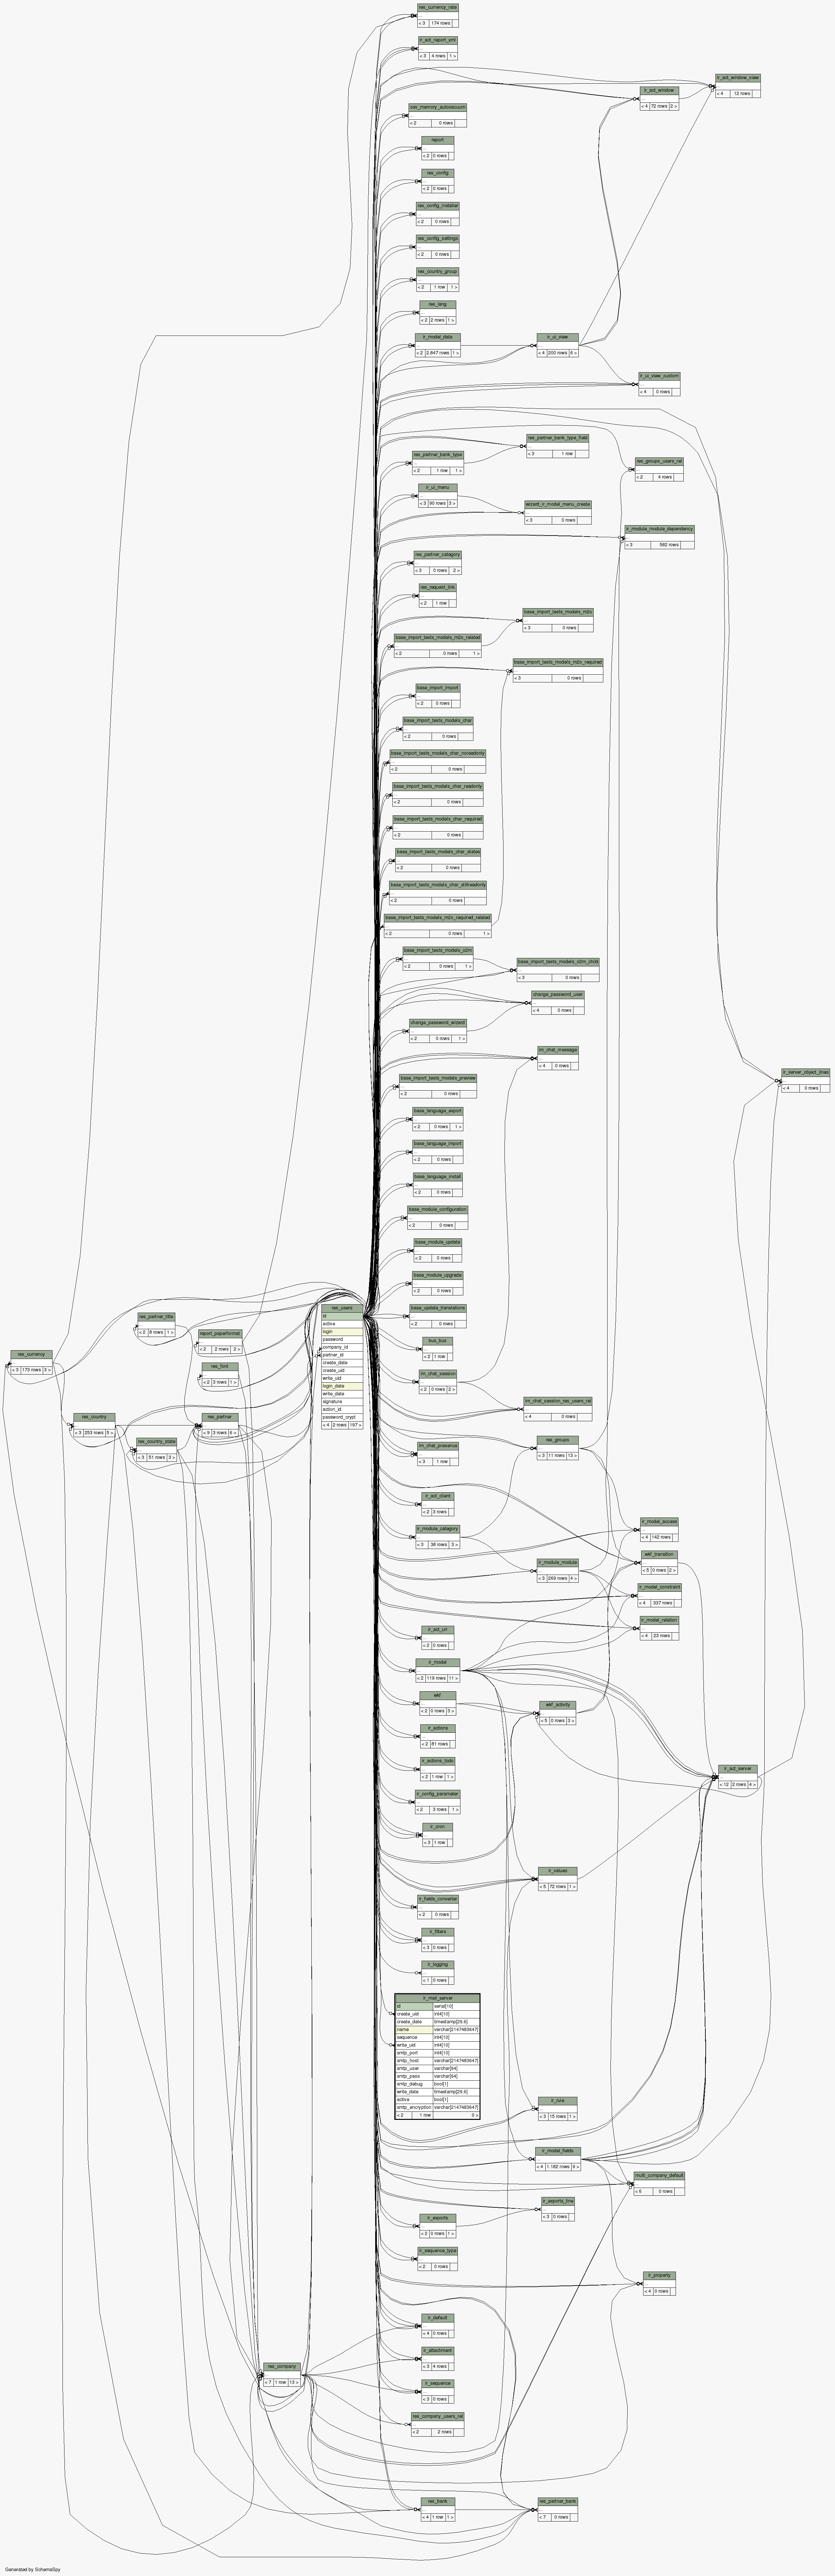 res_currency_rate
...
< 3 174 rows
ir_act_report_xml
...
< 3 4 rows 1 >
ir_act_window_view
...
< 4 12 rows
ir_act_window
...
< 4 72 rows 2 >
osv_memory_autovacuum
...
< 2 0 rows
report
...
< 2 0 rows
res_config
...
< 2 0 rows
res_config_installer
...
< 2 0 rows
res_config_settings
...
< 2 0 rows
res_country_group
...
< 2 1 row 1 >
res_lang
...
< 2 2 rows 1 >
ir_model_data
...
< 2 2.847 rows 1 >
ir_ui_view
...
< 4 200 rows 6 >
ir_ui_view_custom
...
< 4 0 rows
res_partner_bank_type_field
...
< 3 1 row
res_partner_bank_type
...
< 2 1 row 1 >
res_groups_users_rel
...
< 2 4 rows
ir_ui_menu
...
< 3 90 rows 3 >
wizard_ir_model_menu_create
...
< 3 0 rows
ir_module_module_dependency
...
< 3 582 rows
res_partner_category
...
< 3 0 rows 2 >
res_request_link
...
< 2 1 row
base_import_tests_models_m2o
...
< 3 0 rows
base_import_tests_models_m2o_related
...
< 2 0 rows 1 >
base_import_tests_models_m2o_required
...
< 3 0 rows
base_import_import
...
< 2 0 rows
base_import_tests_models_char
...
< 2 0 rows
base_import_tests_models_char_noreadonly
...
< 2 0 rows
base_import_tests_models_char_readonly
...
< 2 0 rows
base_import_tests_models_char_required
...
< 2 0 rows
base_import_tests_models_char_states
...
< 2 0 rows
base_import_tests_models_char_stillreadonly
...
< 2 0 rows
base_import_tests_models_m2o_required_related
...
< 2 0 rows 1 >
base_import_tests_models_o2m
...
< 2 0 rows 1 >
base_import_tests_models_o2m_child
...
< 3 0 rows
change_password_user
...
< 4 0 rows
change_password_wizard
...
< 2 0 rows 1 >
im_chat_message
...
< 4 0 rows
ir_server_object_lines
...
< 4 0 rows
base_import_tests_models_preview
...
< 2 0 rows
base_language_export
...
< 2 0 rows 1 >
base_language_import
...
< 2 0 rows
base_language_install
...
< 2 0 rows
base_module_configuration
...
< 2 0 rows
base_module_update
...
< 2 0 rows
base_module_upgrade
...
< 2 0 rows
base_update_translations
...
< 2 0 rows
res_users
id
active
login
password
company_id
partner_id
create_date
create_uid
write_uid
login_date
write_date
signature
action_id
password_crypt
< 4 2 rows 197 >
res_partner_title
...
< 2 8 rows 1 >
report_paperformat
...
< 2 2 rows 2 >
res_currency
...
< 3 173 rows 3 >
res_font
...
< 2 3 rows 1 >
res_country
...
< 3 253 rows 5 >
res_partner
...
< 9 3 rows 6 >
res_country_state
...
< 3 51 rows 3 >
bus_bus
...
< 2 1 row
im_chat_session
...
< 2 0 rows 2 >
im_chat_session_res_users_rel
...
< 4 0 rows
im_chat_presence
...
< 3 1 row
res_groups
...
< 3 11 rows 13 >
ir_act_client
...
< 2 3 rows
ir_module_category
...
< 3 38 rows 3 >
ir_model_access
...
< 4 142 rows
wkf_transition
...
< 5 0 rows 2 >
ir_module_module
...
< 3 269 rows 4 >
ir_model_constraint
...
< 4 337 rows
ir_model_relation
...
< 4 23 rows
ir_act_url
...
< 2 0 rows
ir_model
...
< 2 119 rows 11 >
wkf
...
< 2 0 rows 3 >
wkf_activity
...
< 5 0 rows 3 >
ir_actions
...
< 2 81 rows
ir_actions_todo
...
< 2 1 row 1 >
ir_act_server
...
< 12 2 rows 4 >
ir_config_parameter
...
< 2 3 rows 1 >
ir_cron
...
< 3 1 row
ir_values
...
< 5 72 rows 1 >
ir_fields_converter
...
< 2 0 rows
ir_filters
...
< 3 0 rows
ir_logging
...
< 1 0 rows
ir_mail_server
id serial[10]
create_uid int4[10]
create_date timestamp[29,6]
name varchar[2147483647]
sequence int4[10]
write_uid int4[10]
smtp_port int4[10]
smtp_host varchar[2147483647]
smtp_user varchar[64]
smtp_pass varchar[64]
smtp_debug bool[1]
write_date timestamp[29,6]
active bool[1]
smtp_encryption varchar[2147483647]
< 2 1 row 0 >
ir_rule
...
< 3 15 rows 1 >
ir_model_fields
...
< 4 1.182 rows 9 >
multi_company_default
...
< 6 0 rows
ir_exports_line
...
< 3 0 rows
ir_exports
...
< 2 0 rows 1 >
ir_sequence_type
...
< 2 0 rows
ir_property
...
< 4 0 rows
ir_default
...
< 4 0 rows
ir_attachment
...
< 3 4 rows
res_company
...
< 7 1 row 13 >
ir_sequence
...
< 3 0 rows
res_company_users_rel
...
< 2 2 rows
res_bank
...
< 4 1 row 1 >
res_partner_bank
...
< 7 0 rows
Generated by SchemaSpy